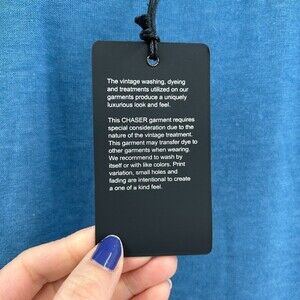 The vintage washing, dyeing
and treatments utilized on our
garments produce a uniquely
luxurious look and feel.
This CHASER garment requires
special consideration due to the
nature of the vintage treatment.
This garment may transfer dye to
other garments when wearing.
We recommend to wash by
itself or with like colors. Print
variation, small holes and
fading are intentional to create
a one of a kind feel.